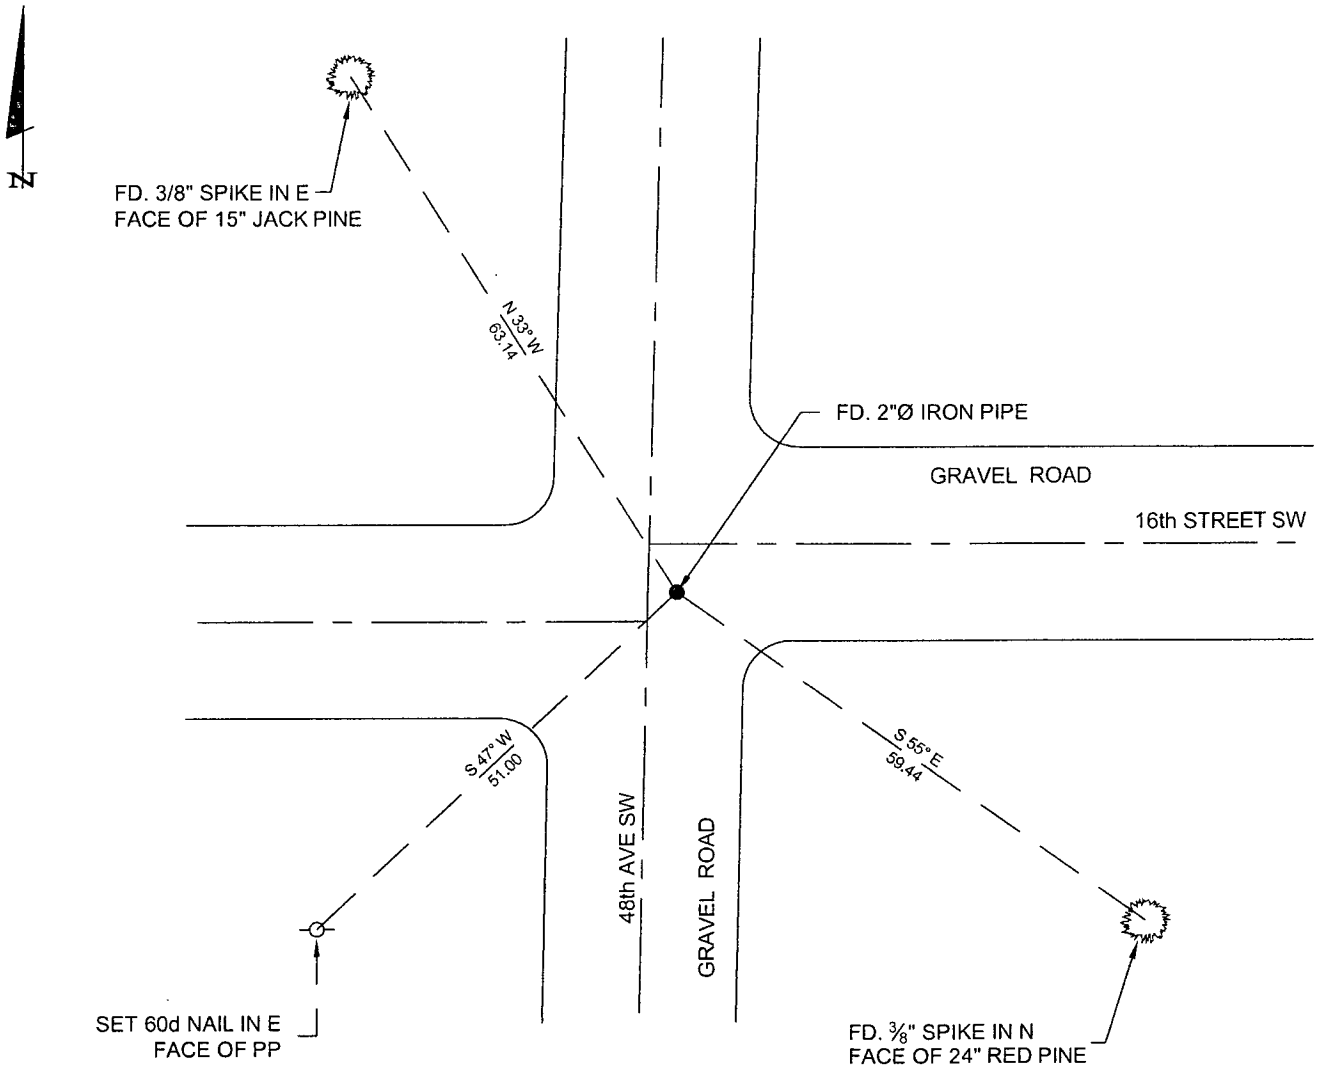 N
FD. 3/8" SPIKE IN E
FACE OF 15" JACK PINE
N 33° W
63.14
FD. 2"Ø IRON PIPE
GRAVEL ROAD
16th STREET SW
S 47° W
51.00
S 55° E
59.44
48th AVE SW
GRAVEL ROAD
SET 60d NAIL IN E
FACE OF PP
FD. ⅜" SPIKE IN N
FACE OF 24" RED PINE